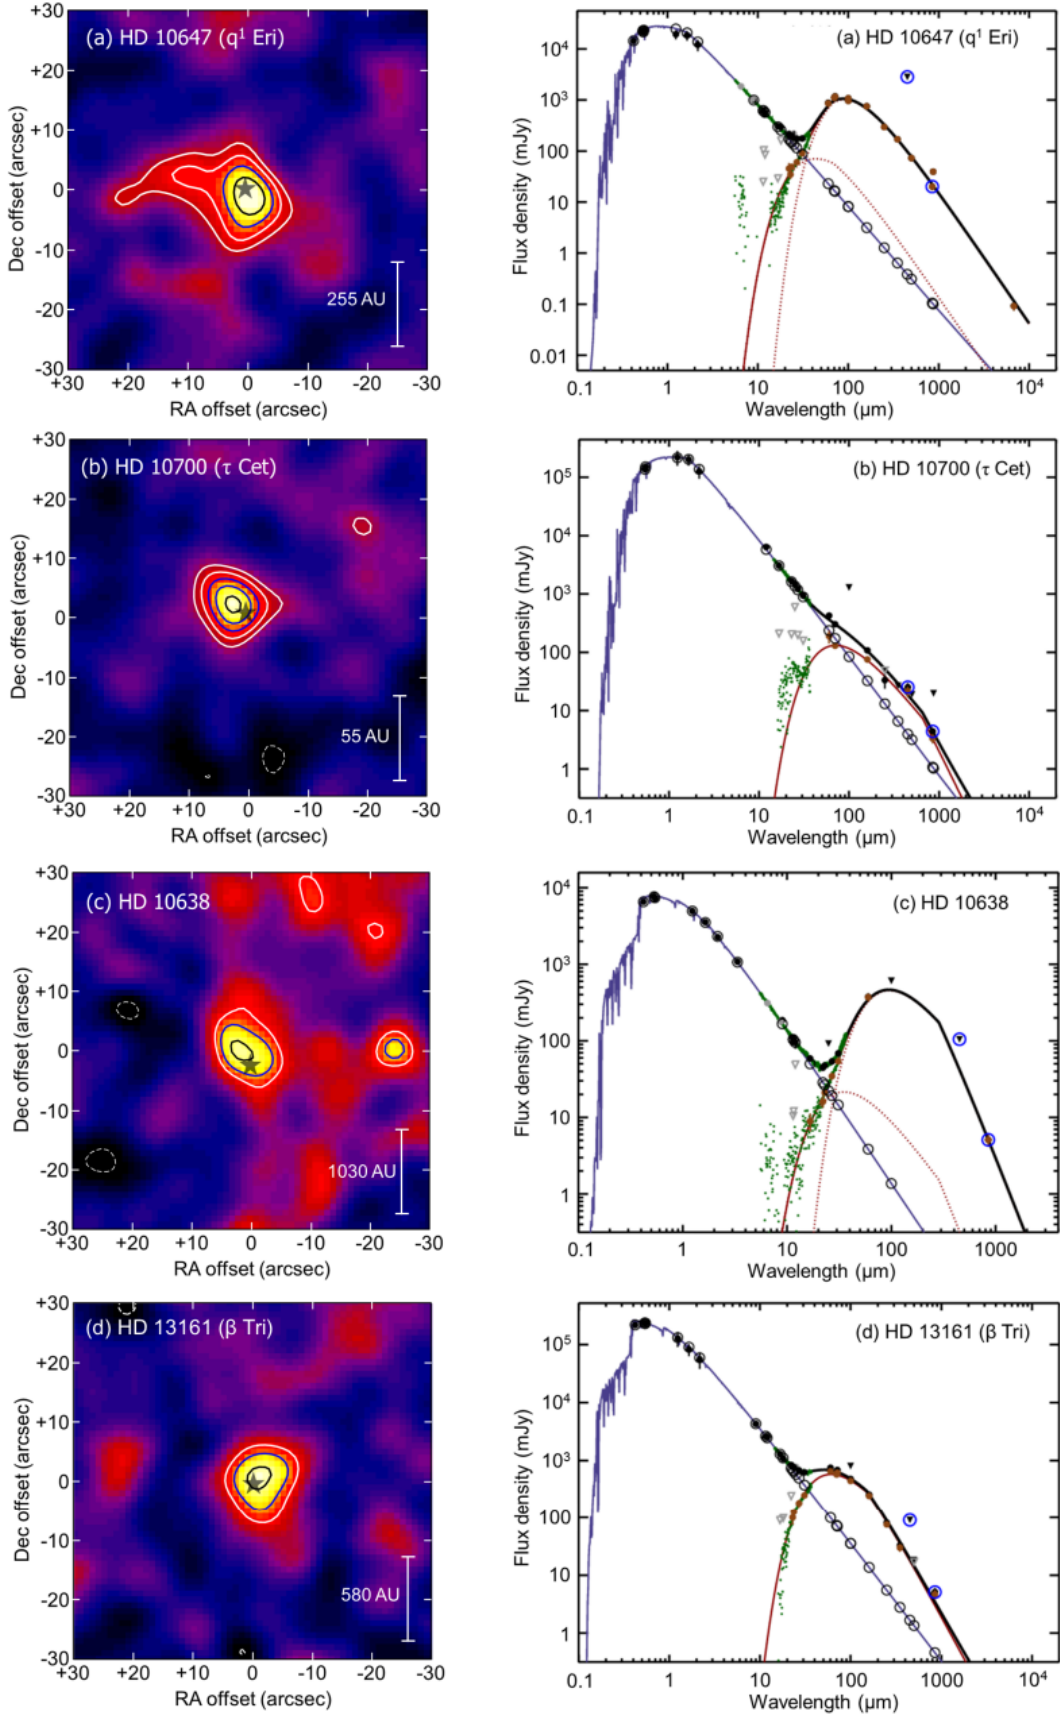 (a) HD 10647 (q¹ Eri)
+30
+20
+10
0
-10
-20
-30
Dec offset (arcsec)
255 AU
+30 +20 +10 0 -10 -20 -30
RA offset (arcsec)
(a) HD 10647 (q¹ Eri)
10⁴
10³
100
10
1
0.1
0.01
Flux density (mJy)
0.1 1 10 100 1000 10⁴
Wavelength (µm)
(b) HD 10700 (τ Cet)
+30
+20
+10
0
-10
-20
-30
Dec offset (arcsec)
55 AU
+30 +20 +10 0 -10 -20 -30
RA offset (arcsec)
(b) HD 10700 (τ Cet)
10⁵
10⁴
10³
100
10
1
Flux density (mJy)
0.1 1 10 100 1000 10⁴
Wavelength (µm)
(c) HD 10638
+30
+20
+10
0
-10
-20
-30
Dec offset (arcsec)
1030 AU
+30 +20 +10 0 -10 -20 -30
RA offset (arcsec)
(c) HD 10638
10⁴
10³
100
10
1
Flux density (mJy)
0.1 1 10 100 1000
Wavelength (µm)
(d) HD 13161 (β Tri)
+30
+20
+10
0
-10
-20
-30
Dec offset (arcsec)
580 AU
+30 +20 +10 0 -10 -20 -30
RA offset (arcsec)
(d) HD 13161 (β Tri)
10⁵
10⁴
10³
100
10
1
Flux density (mJy)
0.1 1 10 100 1000 10⁴
Wavelength (µm)